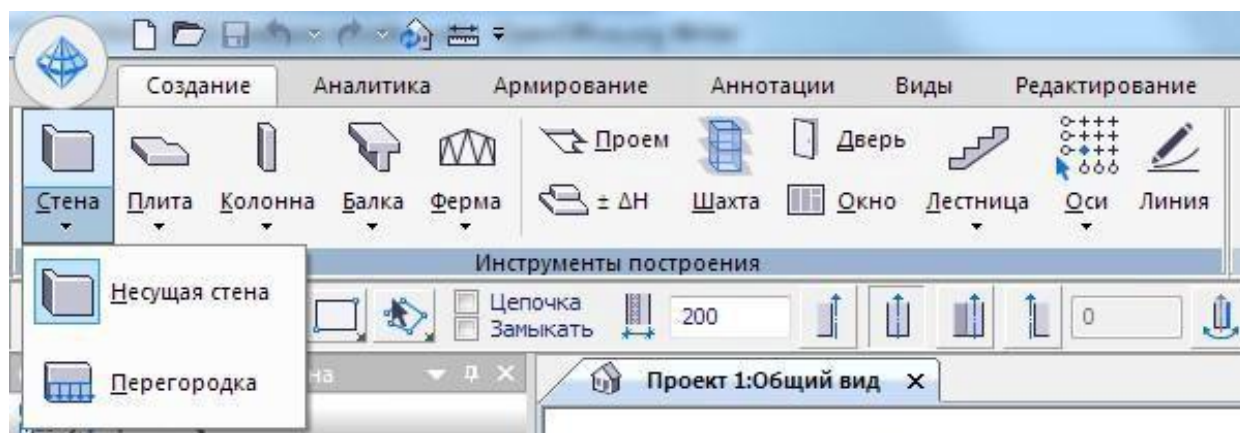 Создание Аналитика Армирование Аннотации Виды Редактирование
Проем Дверь
Стена Плита Колонна Балка Ферма ± ΔH Шахта Окно Лестница Оси Линия
Инструменты построения
Несущая стена
Цепочка 200 0
Замыкать
Перегородка
на
Проект 1:Общий вид